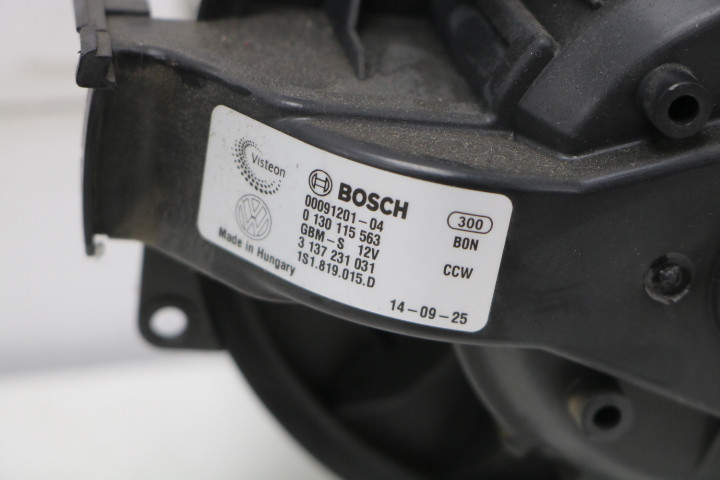 Visteon
BOSCH
00091201-04
0 130 115 563
GBM-S 12V
3 137 231 031
1S1.819.015.D
Made in Hungary
300
B0N
CCW
14-09-25